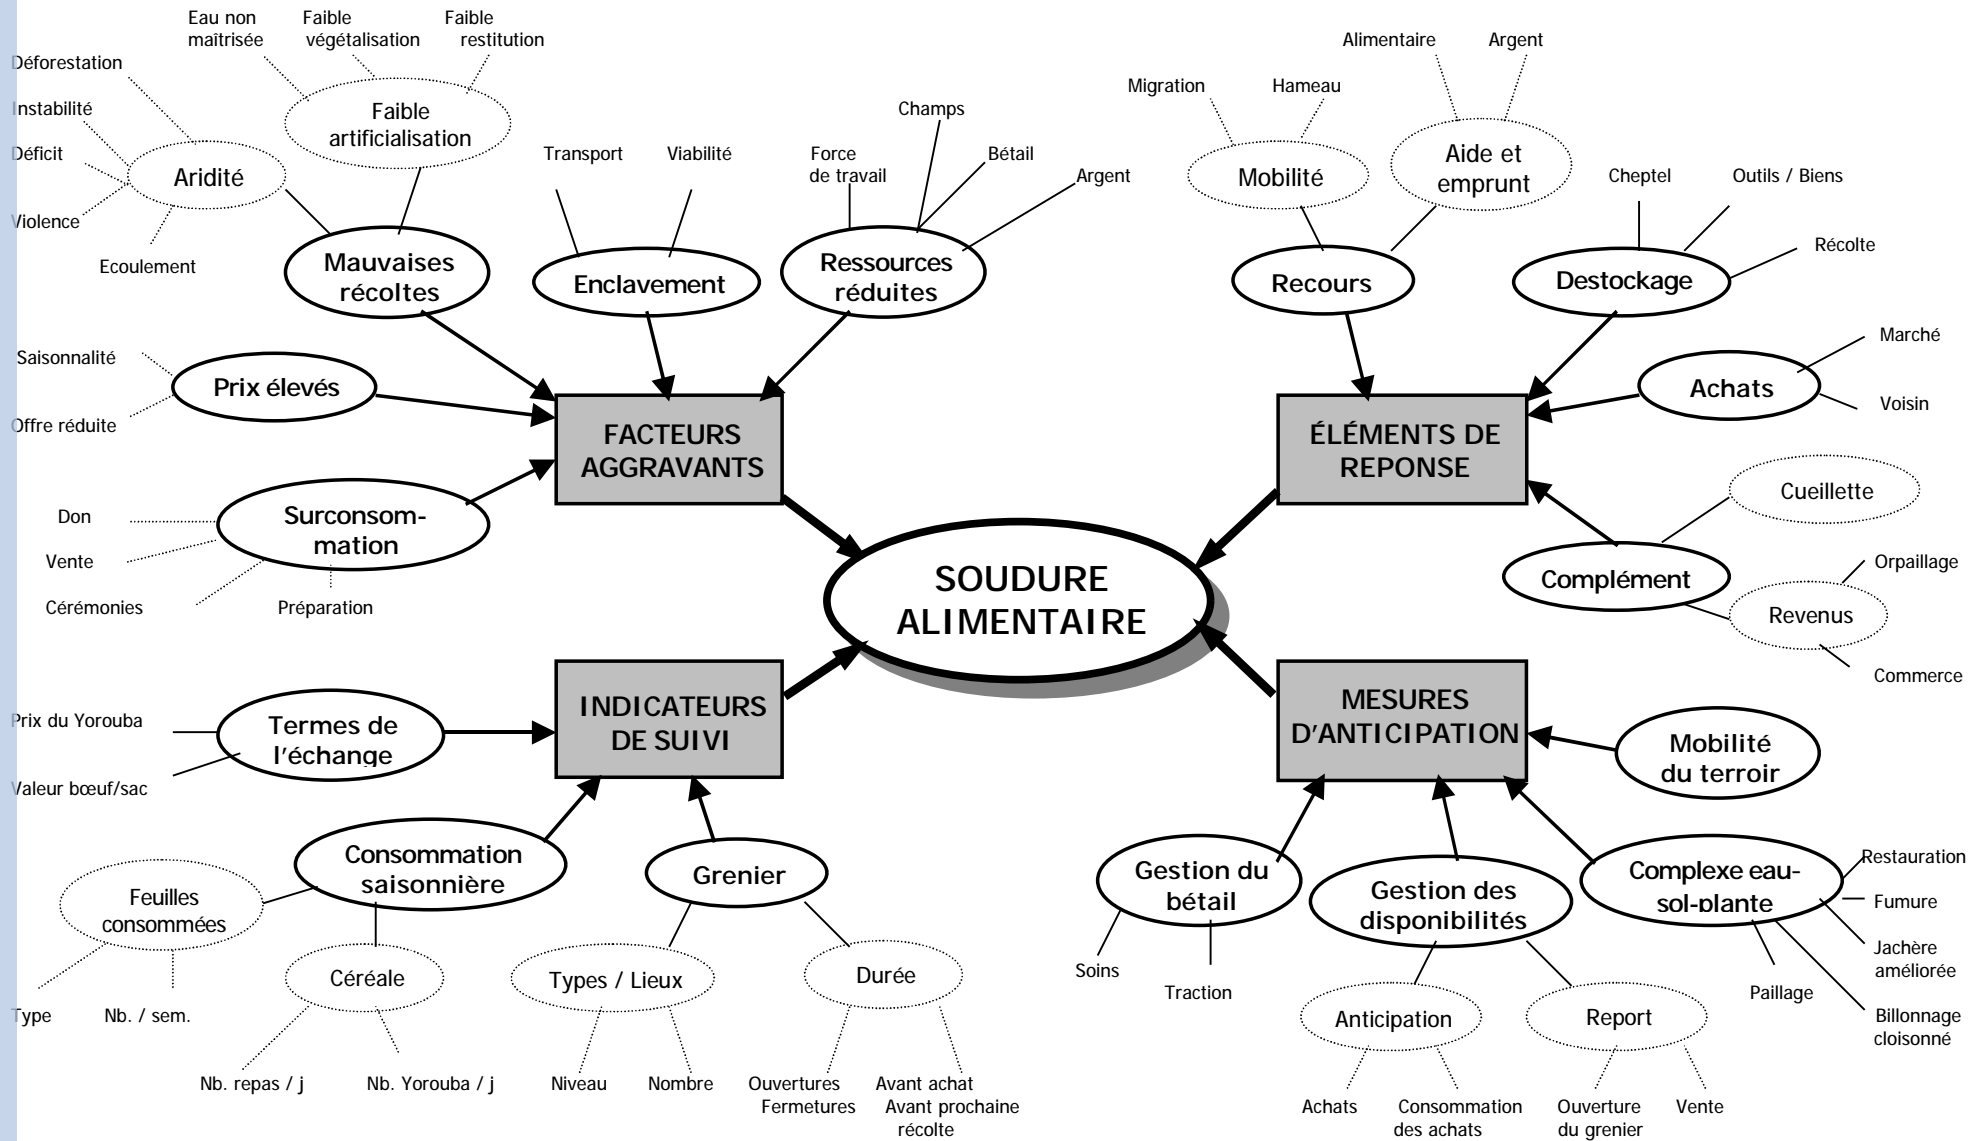 Eau non
maîtrisée
Faible
végétalisation
Faible
restitution
Déforestation
Instabilité
Déficit
Violence
Ecoulement
Aridité
Faible
artificialisation
Mauvaises
récoltes
Transport
Viabilité
Enclavement
Force
de travail
Champs
Bétail
Argent
Ressources
réduites
Saisonnalité
Offre réduite
Prix élevés
Don
Vente
Cérémonies
Préparation
Surconsom-
mation
FACTEURS
AGGRAVANTS
Migration
Hameau
Mobilité
Alimentaire
Argent
Aide et
emprunt
Recours
Cheptel
Outils / Biens
Récolte
Destockage
Marché
Voisin
Achats
Cueillette
Complément
Orpaillage
Revenus
Commerce
ÉLÉMENTS DE
REPONSE
SOUDURE
ALIMENTAIRE
INDICATEURS
DE SUIVI
Prix du Yorouba
Valeur bœuf/sac
Termes de
l'échange
Consommation
saisonnière
Feuilles
consommées
Type
Nb. / sem.
Céréale
Nb. repas / j
Nb. Yorouba / j
Grenier
Types / Lieux
Niveau
Nombre
Durée
Ouvertures
Fermetures
Avant achat
Avant prochaine
récolte
MESURES
D'ANTICIPATION
Mobilité
du terroir
Gestion du
bétail
Soins
Traction
Gestion des
disponibilités
Anticipation
Achats
Consommation
des achats
Report
Ouverture
du grenier
Vente
Complexe eau-
sol-plante
Restauration
Fumure
Jachère
améliorée
Paillage
Billonnage
cloisonné